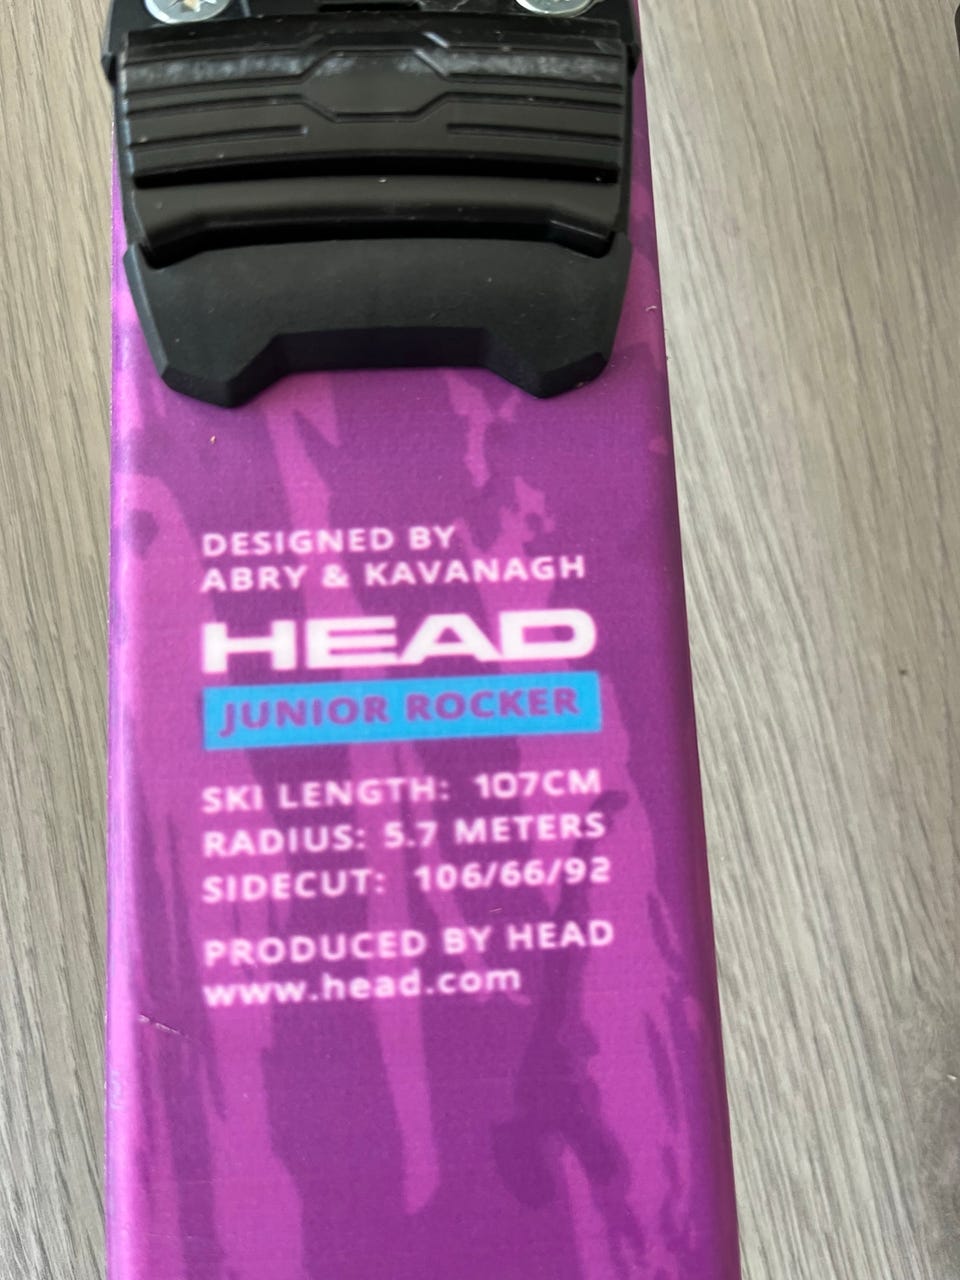 DESIGNED BY
ABRY & KAVANAGH
HEAD
JUNIOR ROCKER
SKI LENGTH: 107CM
RADIUS: 5.7 METERS
SIDECUT: 106/66/92
PRODUCED BY HEAD
www.head.com